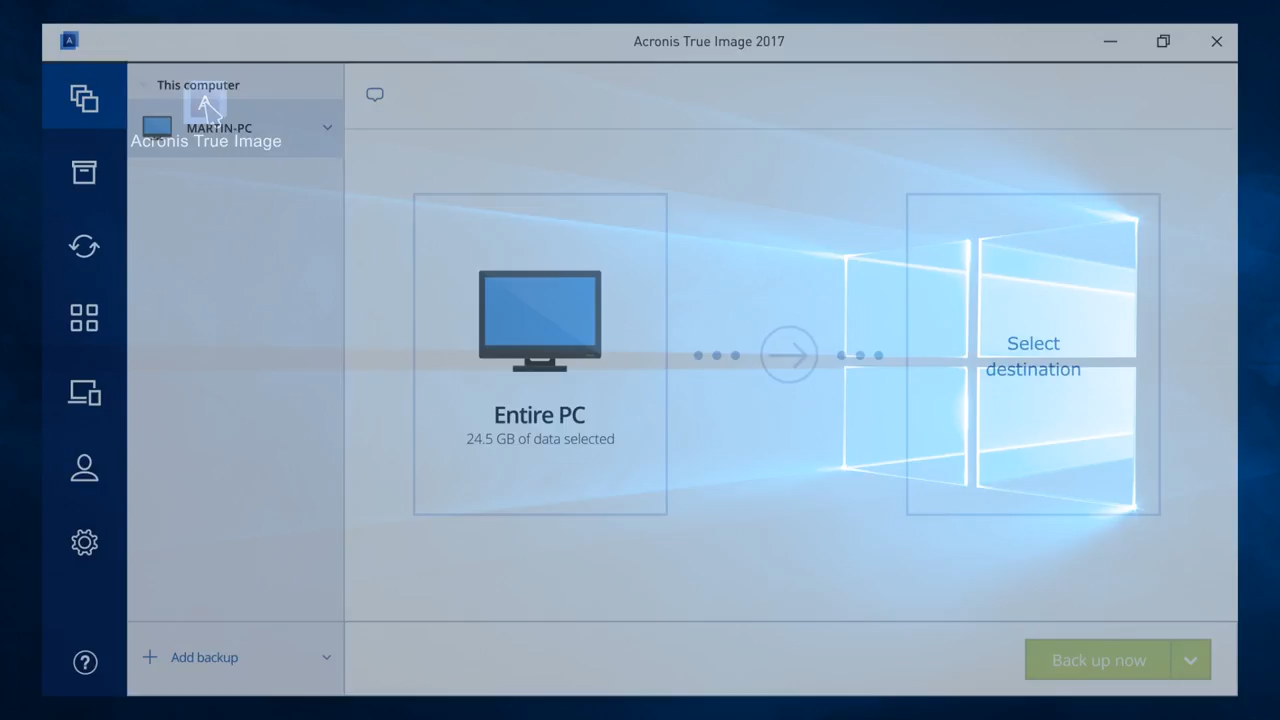 Acronis True Image 2017
This computer
MARTIN-PC
Acronis True Image
Select
destination
Entire PC
24.5 GB of data selected
Add backup
Back up now